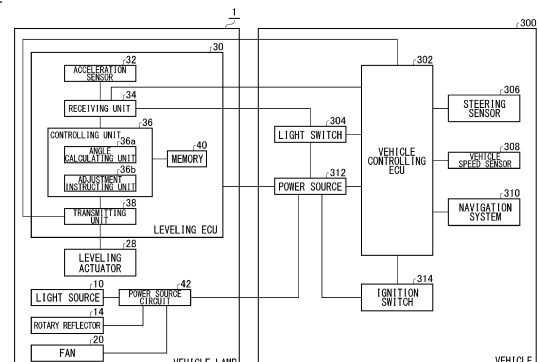 1
300
30
302
32
ACCELERATION
SENSOR
34
RECEIVING UNIT
36
CONTROLLING UNIT
36a
ANGLE
CALCULATING UNIT
36b
ADJUSTMENT
INSTRUCTING UNIT
40
MEMORY
38
TRANSMITTING
UNIT
LEVELING ECU
28
LEVELING
ACTUATOR
10
LIGHT SOURCE
42
POWER SOURCE
CIRCUIT
14
ROTARY REFLECTOR
20
FAN
VEHICLE LAMP
304
LIGHT SWITCH
312
POWER SOURCE
VEHICLE
CONTROLLING
ECU
306
STEERING
SENSOR
308
VEHICLE
SPEED SENSOR
310
NAVIGATION
SYSTEM
314
IGNITION
SWITCH
VEHICLE